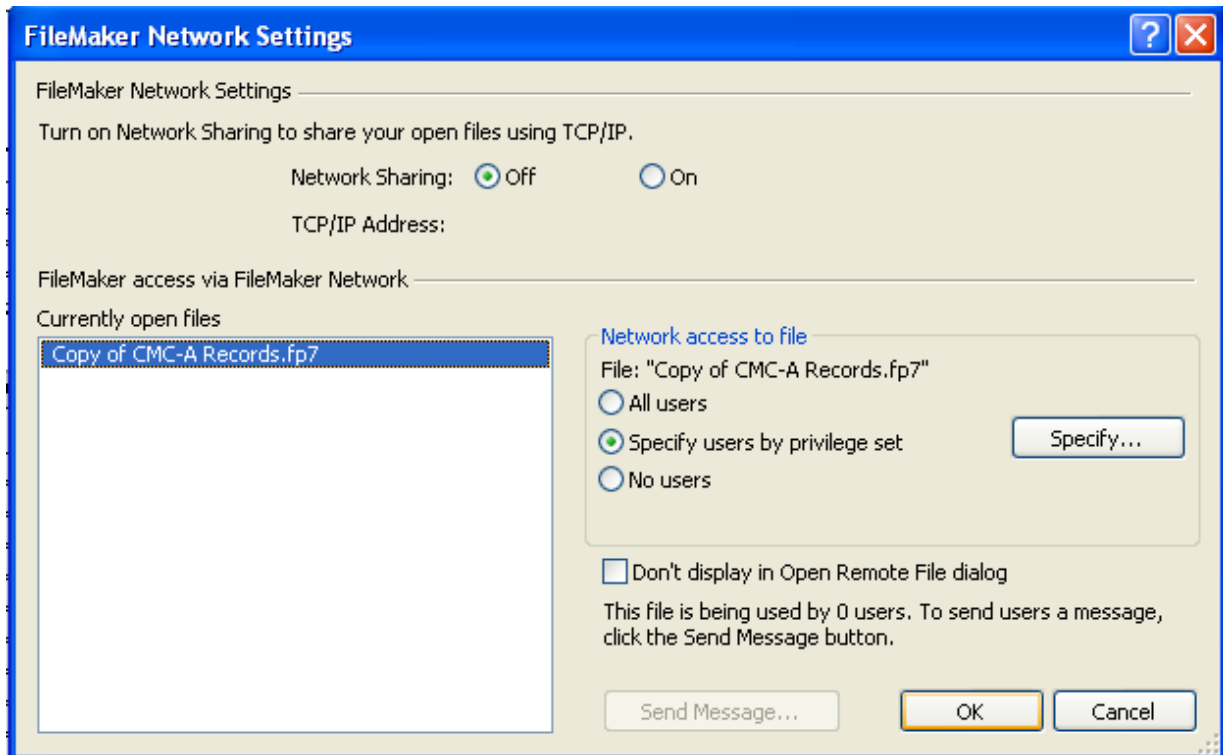 FileMaker Network Settings
FileMaker Network Settings
Turn on Network Sharing to share your open files using TCP/IP.
Network Sharing: Off On
TCP/IP Address:
FileMaker access via FileMaker Network
Currently open files
Copy of CMC-A Records.fp7
Network access to file
File: "Copy of CMC-A Records.fp7"
All users
Specify users by privilege set
Specify...
No users
Don't display in Open Remote File dialog
This file is being used by 0 users. To send users a message,
click the Send Message button.
Send Message... OK Cancel